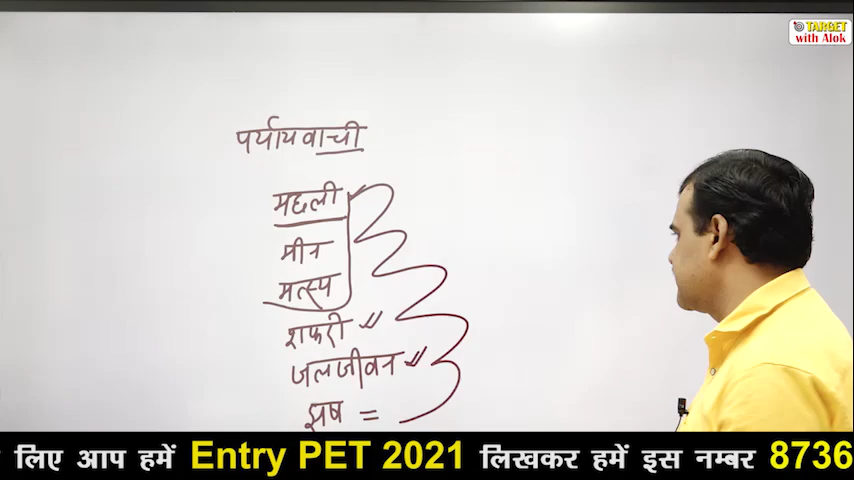 TARGET
with Alok
पर्यायवाची
मछली
मीन
मत्स्य
शफरी
जलजीवन
झष =
लिए आप हमें Entry PET 2021 लिखकर हमें इस नम्बर 8736